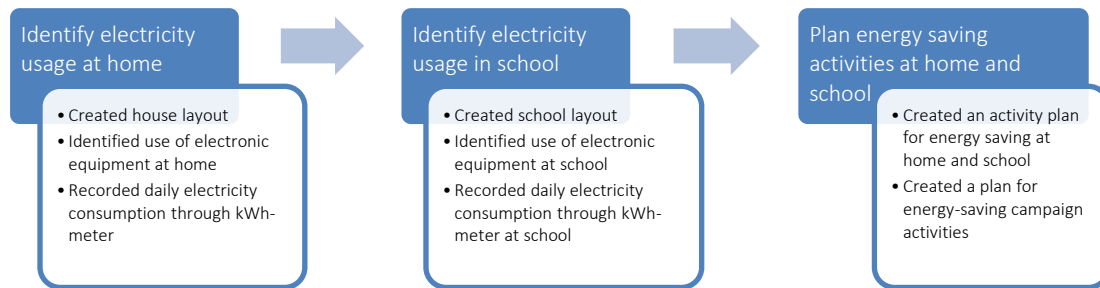 Identify electricity
usage at home
• Created house layout
• Identified use of electronic
equipment at home
• Recorded daily electricity
consumption through kWh-
meter
Identify electricity
usage in school
• Created school layout
• Identified use of electronic
equipment at school
• Recorded daily electricity
consumption through kWh-
meter at school
Plan energy saving
activities at home and
school
• Created an activity plan
for energy saving at
home and school
• Created a plan for
energy-saving campaign
activities